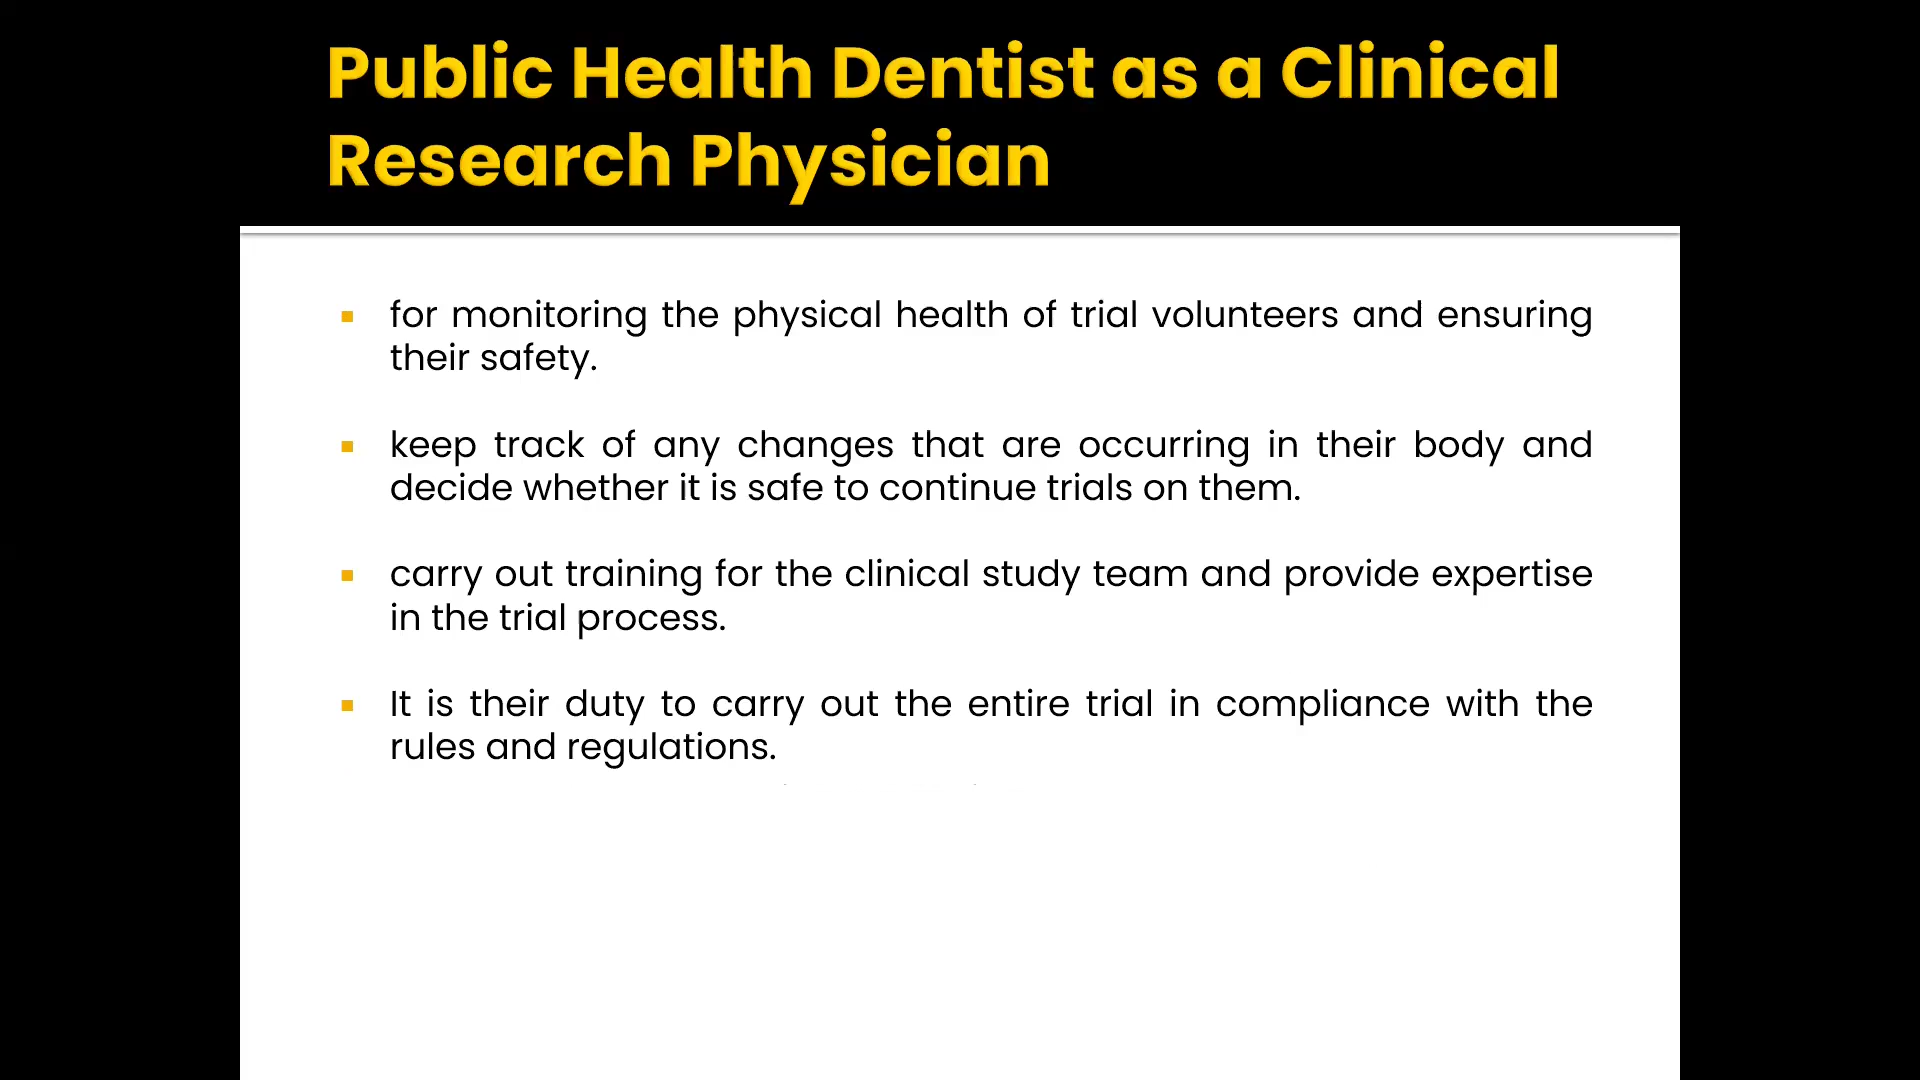 Public Health Dentist as a Clinical
Research Physician
▪ for monitoring the physical health of trial volunteers and ensuring
their safety.
▪ keep track of any changes that are occurring in their body and
decide whether it is safe to continue trials on them.
▪ carry out training for the clinical study team and provide expertise
in the trial process.
▪ It is their duty to carry out the entire trial in compliance with the
rules and regulations.